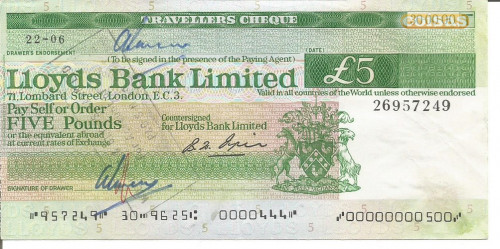 TRAVELLERS CHEQUE
22-06
DRAWER'S ENDORSEMENT
(To be signed in the presence of the Paying Agent)
(DATE)
Lloyds Bank Limited
£5
71, Lombard Street, London, E.C.3.
Valid in all countries of the World unless otherwise endorsed
Pay Self or Order
26957249
FIVE Pounds
Countersigned
for Lloyds Bank Limited
or the equivalent abroad
at current rates of Exchange
SIGNATURE OF DRAWER
⑈957249⑈ 30⑉9625⑆ 0000444⑈ ⑇00000000500⑇